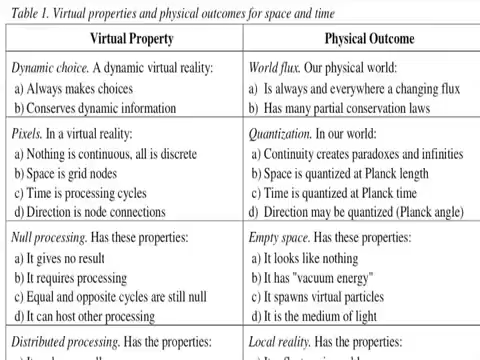 Table 1. Virtual properties and physical outcomes for space and time
Virtual Property
Physical Outcome
Dynamic choice. A dynamic virtual reality:
a) Always makes choices
b) Conserves dynamic information
World flux. Our physical world:
a) Is always and everywhere a changing flux
b) Has many partial conservation laws
Pixels. In a virtual reality:
a) Nothing is continuous, all is discrete
b) Space is grid nodes
c) Time is processing cycles
d) Direction is node connections
Quantization. In our world:
a) Continuity creates paradoxes and infinities
b) Space is quantized at Planck length
c) Time is quantized at Planck time
d) Direction may be quantized (Planck angle)
Null processing. Has these properties:
a) It gives no result
b) It requires processing
c) Equal and opposite cycles are still null
d) It can host other processing
Empty space. Has these properties:
a) It looks like nothing
b) It has "vacuum energy"
c) It spawns virtual particles
d) It is the medium of light
Distributed processing. Has the properties:
Local reality. Has the properties: